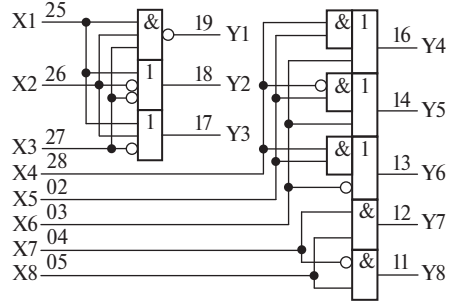 X1 25 & 19 Y1
X2 26 1 18 Y2
1 17 Y3
X3 27
X4 28
X5 02
X6 03
X7 04
X8 05
& 1 16 Y4
& 1 14 Y5
& 1 13 Y6
& 12 Y7
& 11 Y8